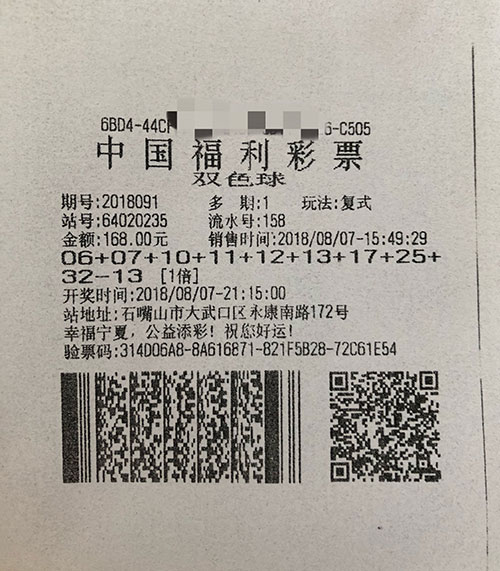 6BD4-44C 6-C505
中国福利彩票
双色球
期号:2018091 多期:1 玩法:复式
站号:64020235 流水号:158
金额:168.00元 销售时间:2018/08/07-15:49:29
06+07+10+11+12+13+17+25+
32-13 [1倍]
开奖时间:2018/08/07-21:15:00
站地址:石嘴山市大武口区永康南路172号
幸福宁夏,公益添彩!祝您好运!
验票码:314D06A8-8A616871-821F5B28-72C61E54